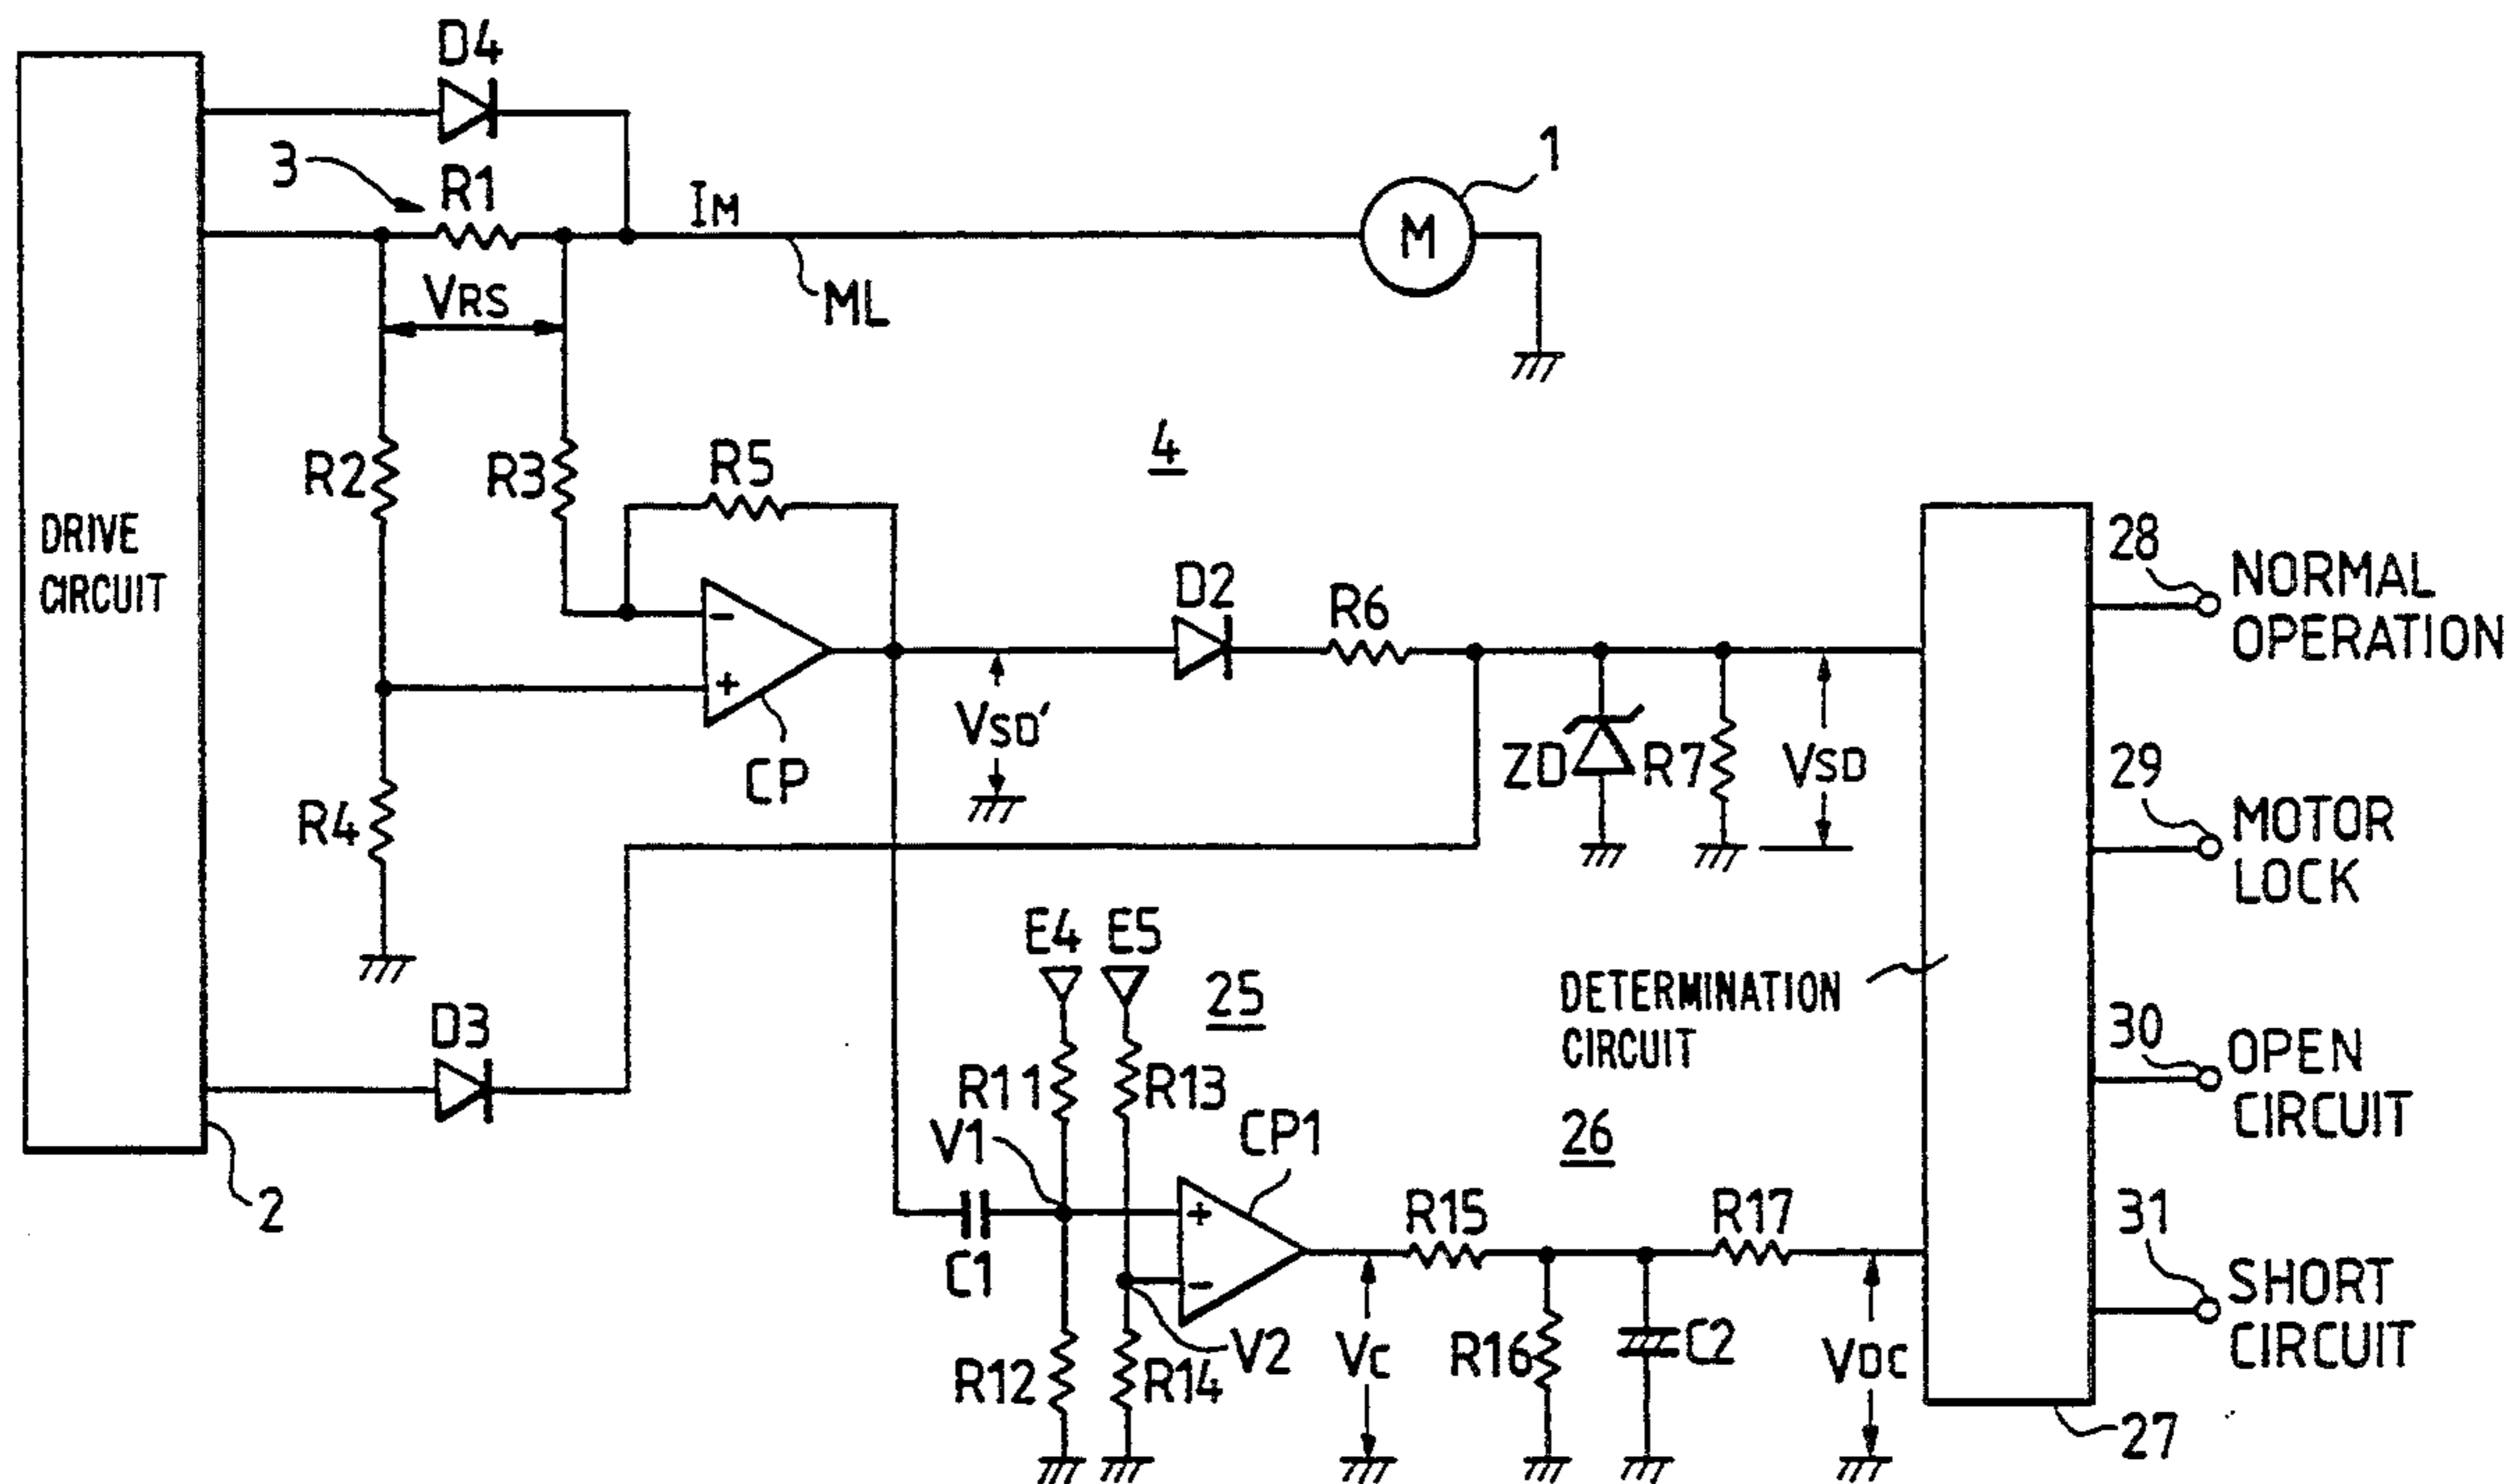 D4
3
R1
IM
1
M
VRS
ML
4
R2
R3
R5
DRIVE
CIRCUIT
D2
R6
28
NORMAL
OPERATION
-
+
CP
VSD'
ZD
R7
VSD
29
MOTOR
LOCK
R4
E4
E5
25
DETERMINATION
CIRCUIT
30
OPEN
CIRCUIT
D3
R11
R13
V1
CP1
26
2
+
-
C1
R15
R17
31
SHORT
CIRCUIT
R12
R14
V2
VC
R16
C2
VDC
27